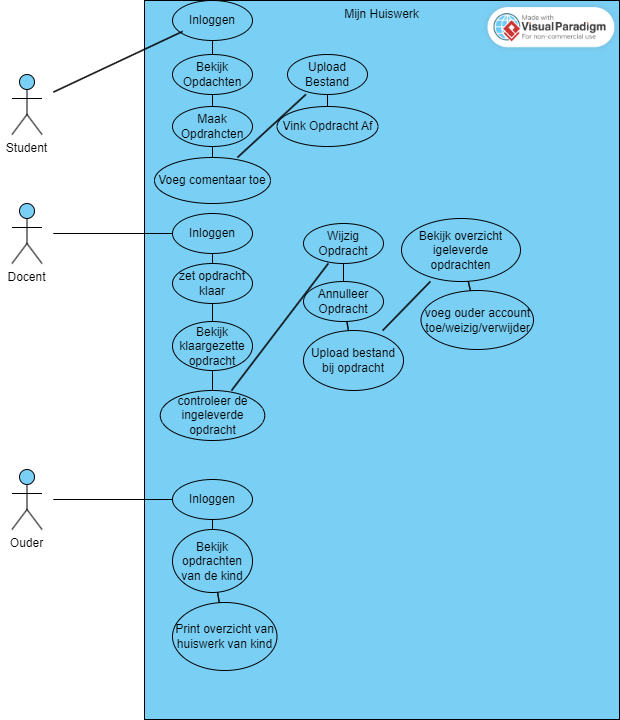 Mijn Huiswerk
Made with
VisualParadigm
For non-commercial use
Inloggen
Bekijk
Opdachten
Maak
Opdrahcten
Voeg comentaar toe
Upload
Bestand
Vink Opdracht Af
Student
Inloggen
zet opdracht
klaar
Bekijk
klaargezette
opdracht
controleer de
ingeleverde
opdracht
Wijzig
Opdracht
Annulleer
Opdracht
Upload bestand
bij opdracht
Bekijk overzicht
igeleverde
opdrachten
voeg ouder account
toe/weizig/verwijder
Docent
Inloggen
Bekijk
opdrachten
van de kind
Print overzicht van
huiswerk van kind
Ouder